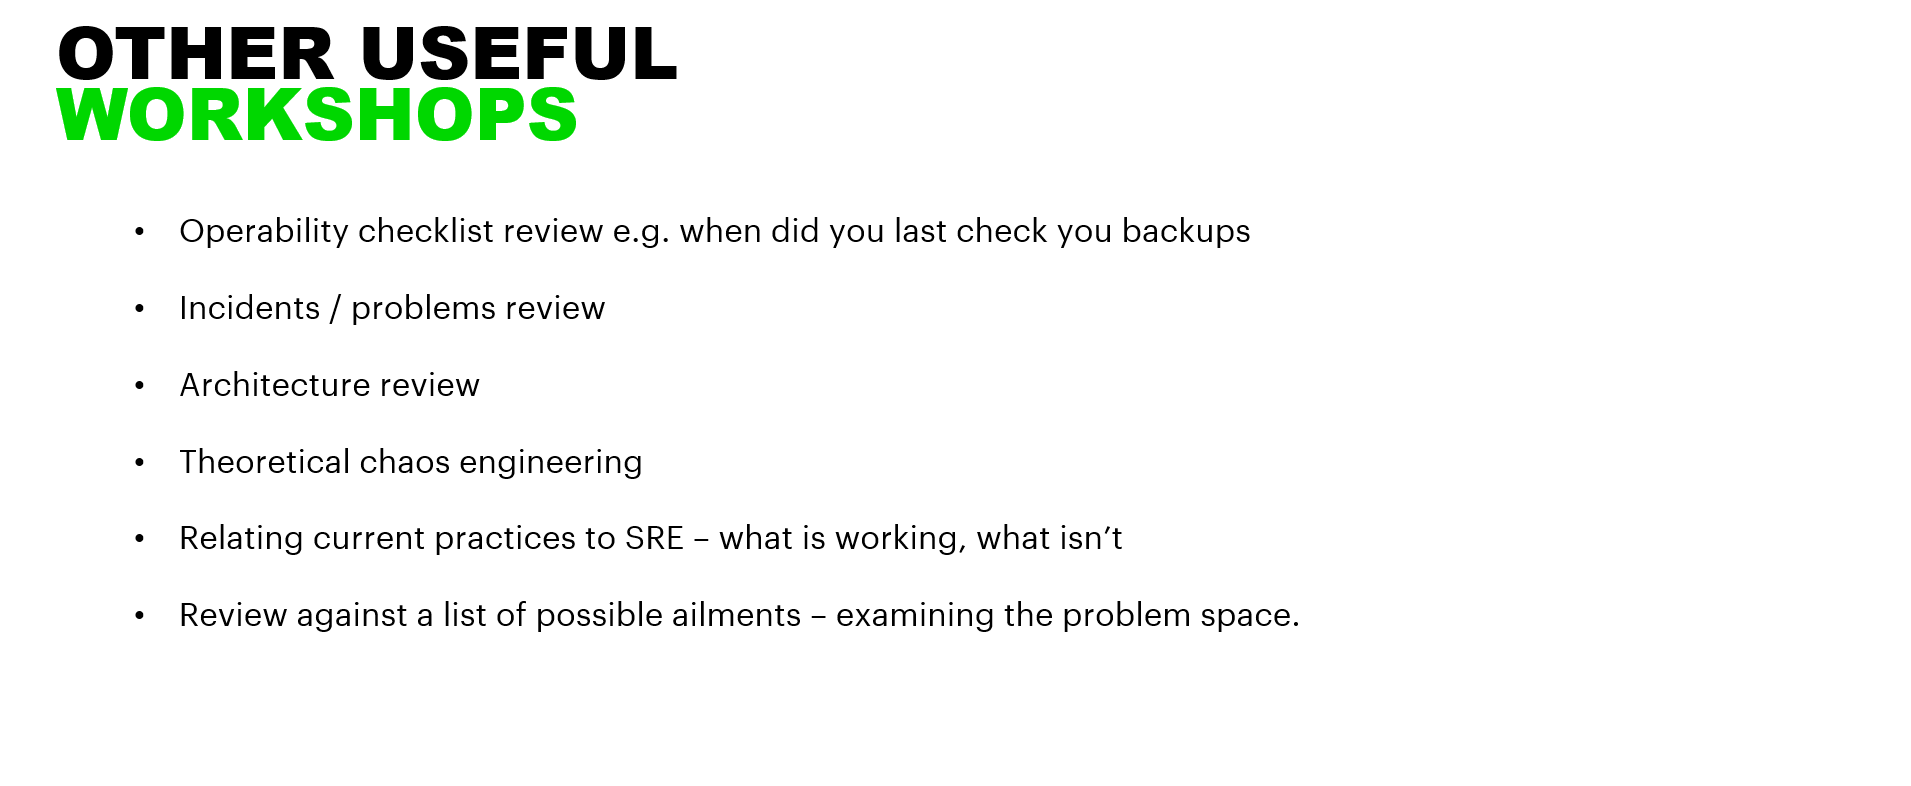 OTHER USEFUL
WORKSHOPS
• Operability checklist review e.g. when did you last check you backups
• Incidents / problems review
• Architecture review
• Theoretical chaos engineering
• Relating current practices to SRE – what is working, what isn’t
• Review against a list of possible ailments – examining the problem space.